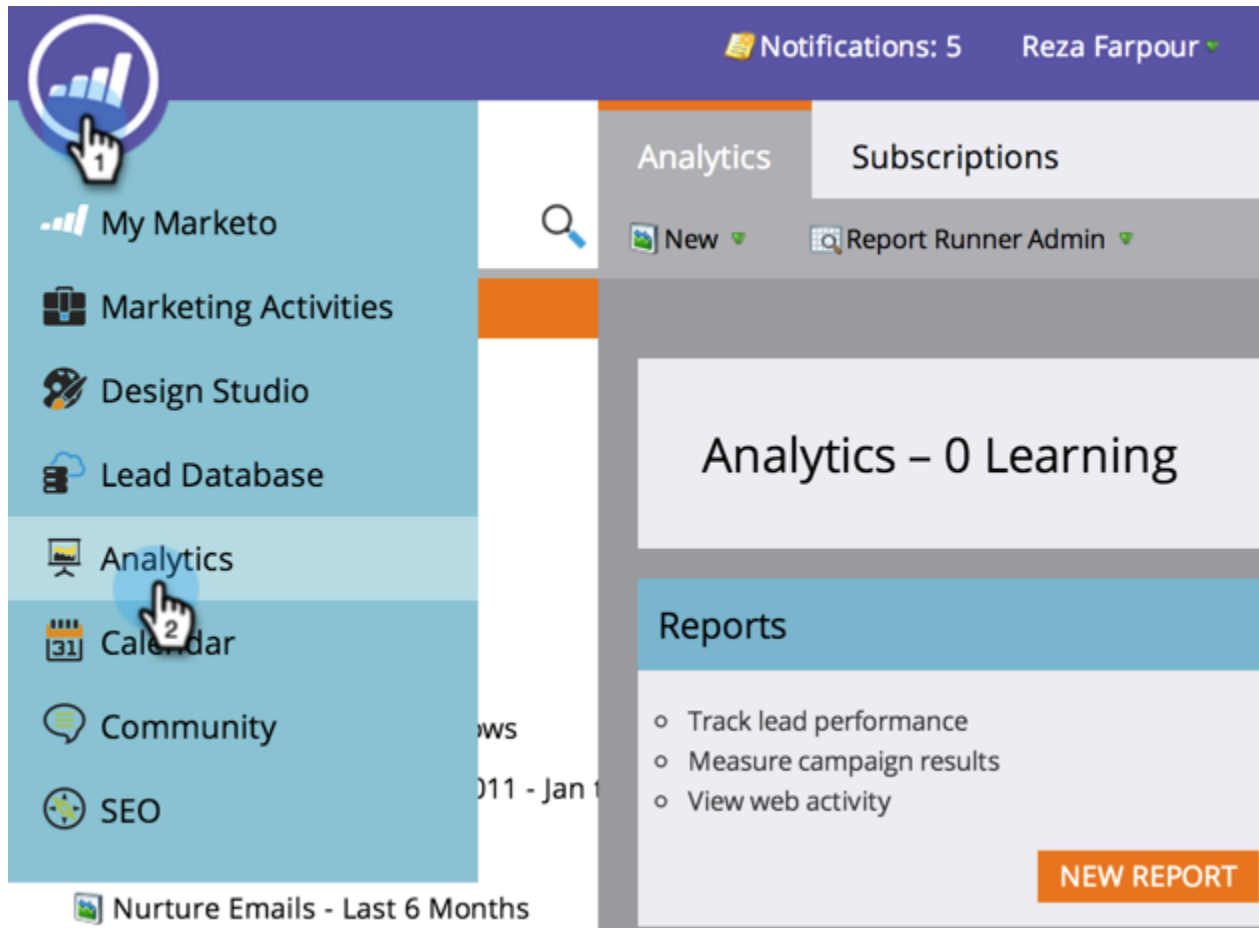 Notifications: 5
Reza Farpour
1
My Marketo
Marketing Activities
Design Studio
Lead Database
Analytics
2
31
Calendar
Community
SEO
ows
011 - Jan
Nurture Emails - Last 6 Months
Analytics
Subscriptions
New
Report Runner Admin
Analytics – 0 Learning
Reports
Track lead performance
Measure campaign results
View web activity
NEW REPORT